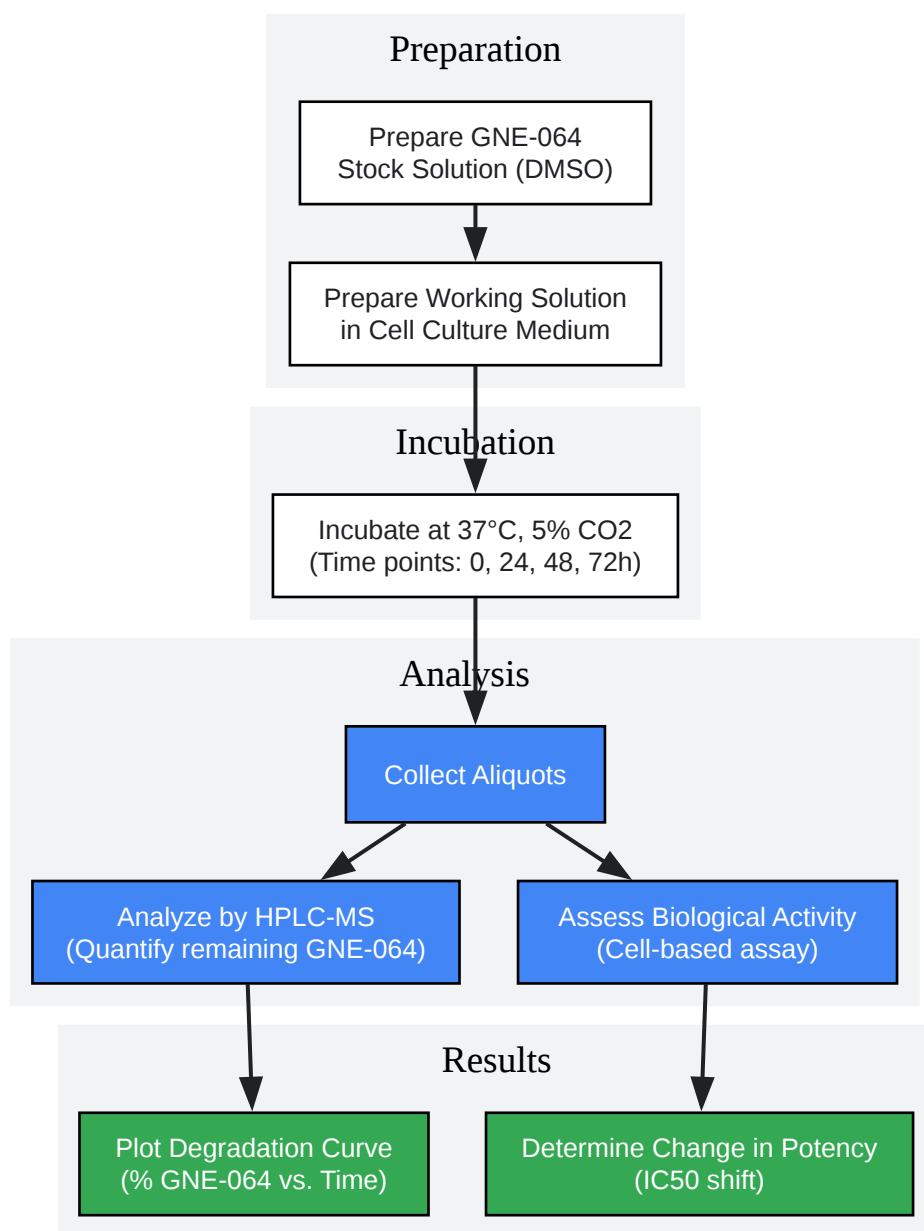 Preparation
Prepare GNE-064
Stock Solution (DMSO)
Prepare Working Solution
in Cell Culture Medium
Incubation
Incubate at 37°C, 5% CO2
(Time points: 0, 24, 48, 72h)
Analysis
Collect Aliquots
Analyze by HPLC-MS
(Quantify remaining GNE-064)
Assess Biological Activity
(Cell-based assay)
Results
Plot Degradation Curve
(% GNE-064 vs. Time)
Determine Change in Potency
(IC50 shift)